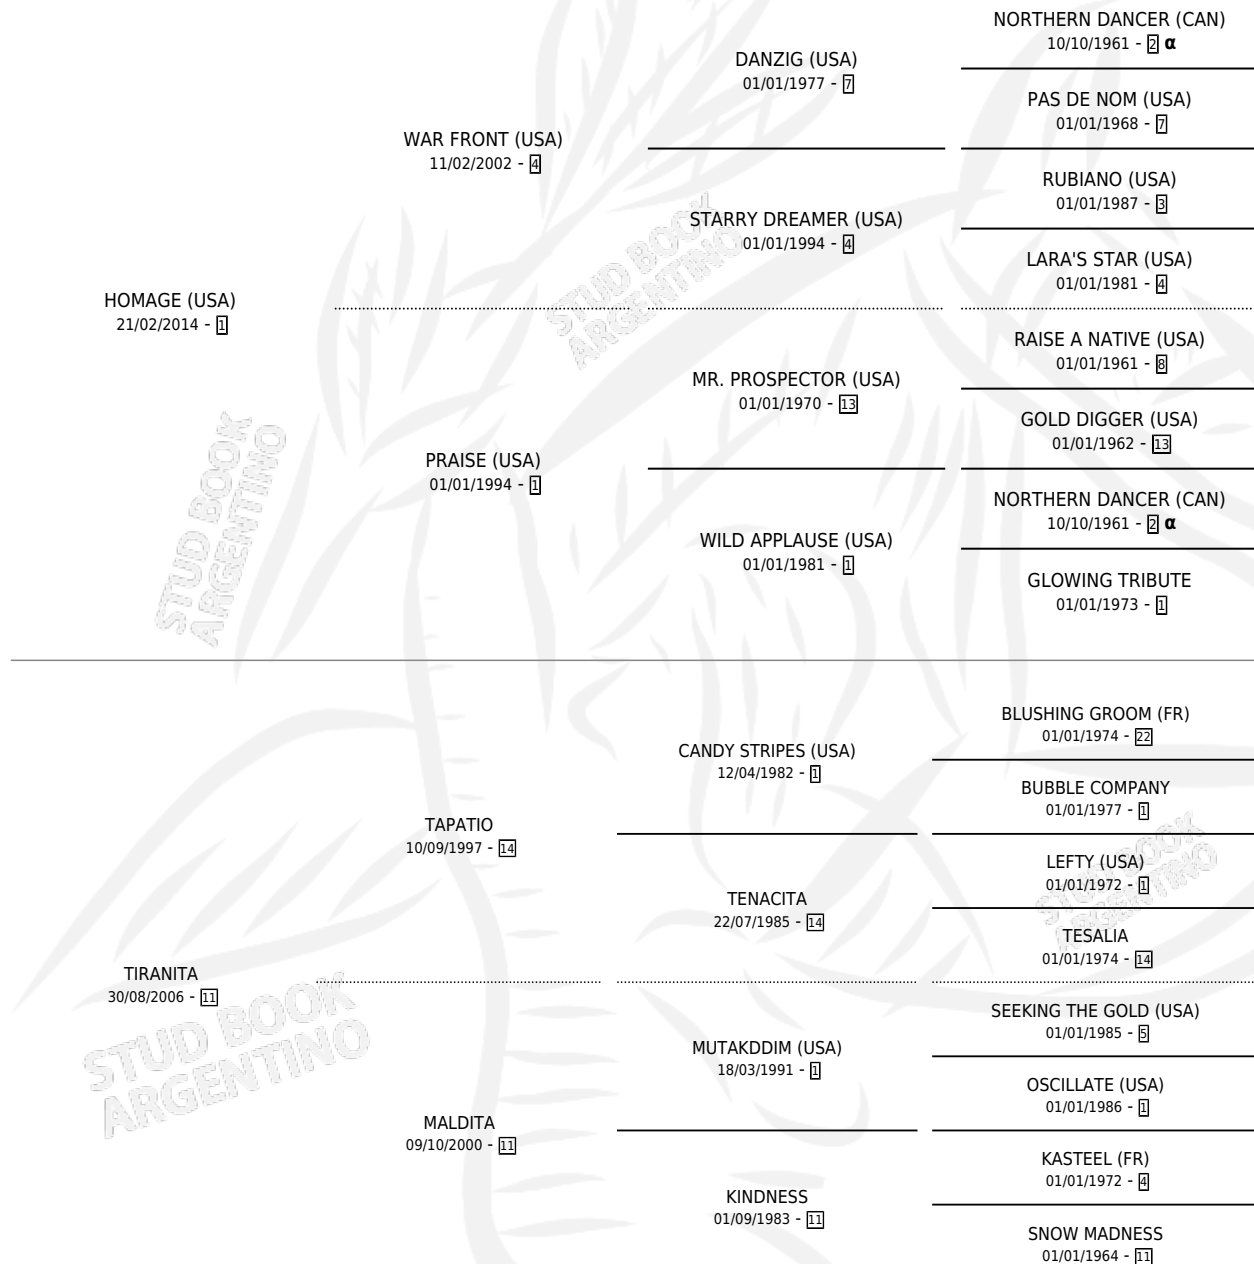 NORTHERN DANCER (CAN)
10/10/1961 - 2 α
DANZIG (USA)
01/01/1977 - 7
PAS DE NOM (USA)
01/01/1968 - 7
WAR FRONT (USA)
11/02/2002 - 4
RUBIANO (USA)
01/01/1987 - 3
STARRY DREAMER (USA)
01/01/1994 - 4
LARA'S STAR (USA)
01/01/1981 - 4
HOMAGE (USA)
21/02/2014 - 1
RAISE A NATIVE (USA)
01/01/1961 - 8
MR. PROSPECTOR (USA)
01/01/1970 - 13
GOLD DIGGER (USA)
01/01/1962 - 13
PRAISE (USA)
01/01/1994 - 1
NORTHERN DANCER (CAN)
10/10/1961 - 2 α
WILD APPLAUSE (USA)
01/01/1981 - 1
GLOWING TRIBUTE
01/01/1973 - 1
BLUSHING GROOM (FR)
01/01/1974 - 22
CANDY STRIPES (USA)
12/04/1982 - 1
BUBBLE COMPANY
01/01/1977 - 1
TAPATIO
10/09/1997 - 14
LEFTY (USA)
01/01/1972 - 1
TENACITA
22/07/1985 - 14
TESALIA
01/01/1974 - 14
TIRANITA
30/08/2006 - 11
SEEKING THE GOLD (USA)
01/01/1985 - 5
MUTAKDDIM (USA)
18/03/1991 - 1
OSCILLATE (USA)
01/01/1986 - 1
MALDITA
09/10/2000 - 11
KASTEEL (FR)
01/01/1972 - 4
KINDNESS
01/09/1983 - 11
SNOW MADNESS
01/01/1964 - 11
STUD BOOK
ARGENTINO
STUD BOOK
ARGENTINO
STUD BOOK
ARGENTINO
STUD BOOK
ARGENTINO